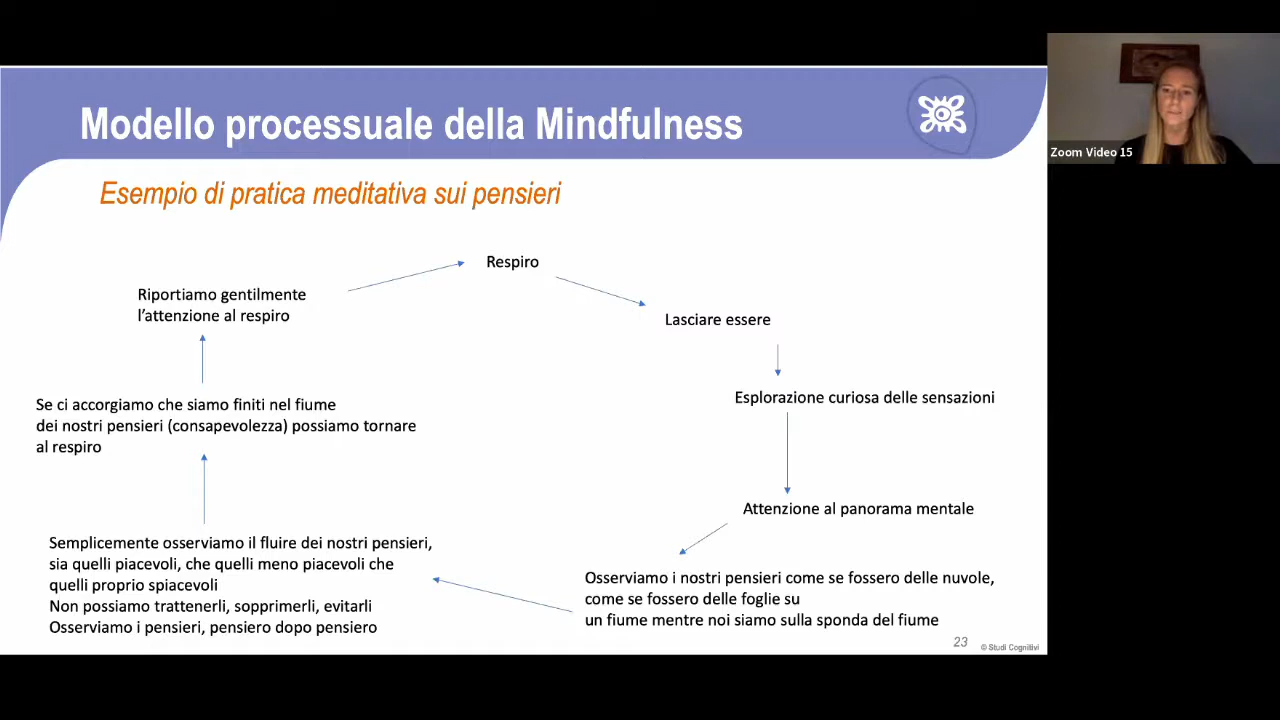 Modello processuale della Mindfulness
Zoom Video 15
Esempio di pratica meditativa sui pensieri
Respiro
Riportiamo gentilmente
l'attenzione al respiro
Lasciare essere
Esplorazione curiosa delle sensazioni
Se ci accorgiamo che siamo finiti nel fiume
dei nostri pensieri (consapevolezza) possiamo tornare
al respiro
Attenzione al panorama mentale
Semplicemente osserviamo il fluire dei nostri pensieri,
sia quelli piacevoli, che quelli meno piacevoli che
quelli proprio spiacevoli
Non possiamo trattenerli, sopprimerli, evitarli
Osserviamo i pensieri, pensiero dopo pensiero
Osserviamo i nostri pensieri come se fossero delle nuvole,
come se fossero delle foglie su
un fiume mentre noi siamo sulla sponda del fiume
23
© Studi Cognitivi